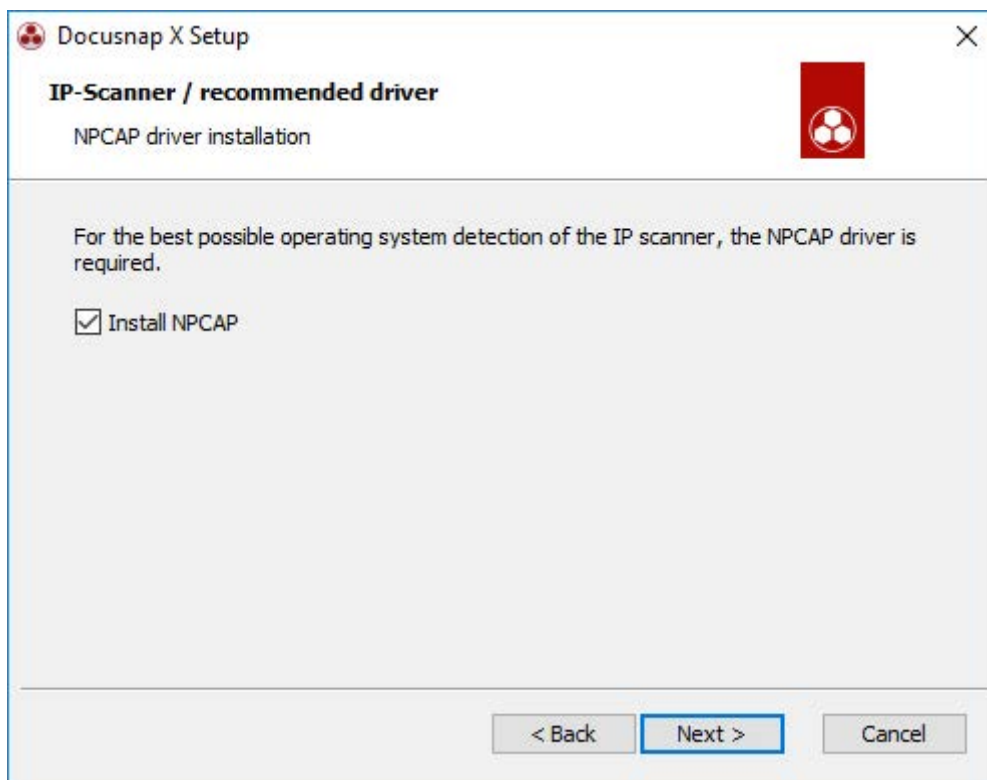 Docusnap X Setup
IP-Scanner / recommended driver
NPCAP driver installation
For the best possible operating system detection of the IP scanner, the NPCAP driver is
required.
Install NPCAP
< Back Next > Cancel